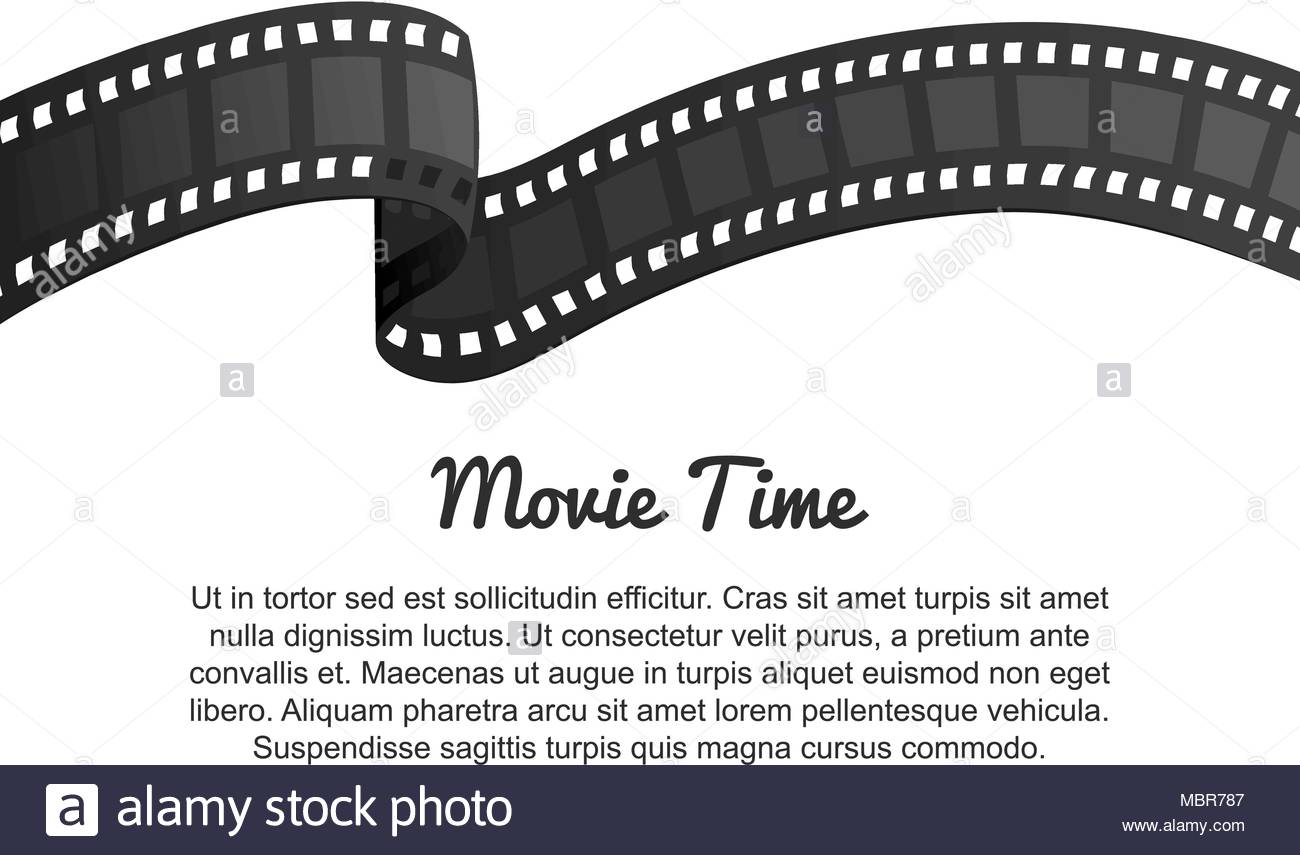 Movie Time
Ut in tortor sed est sollicitudin efficitur. Cras sit amet turpis sit amet
nulla dignissim luctus. Ut consectetur velit purus, a pretium ante
convallis et. Maecenas ut augue in turpis aliquet euismod non eget
libero. Aliquam pharetra arcu sit amet lorem pellentesque vehicula.
Suspendisse sagittis turpis quis magna cursus commodo.
a alamy stock photo
MBR787
www.alamy.com